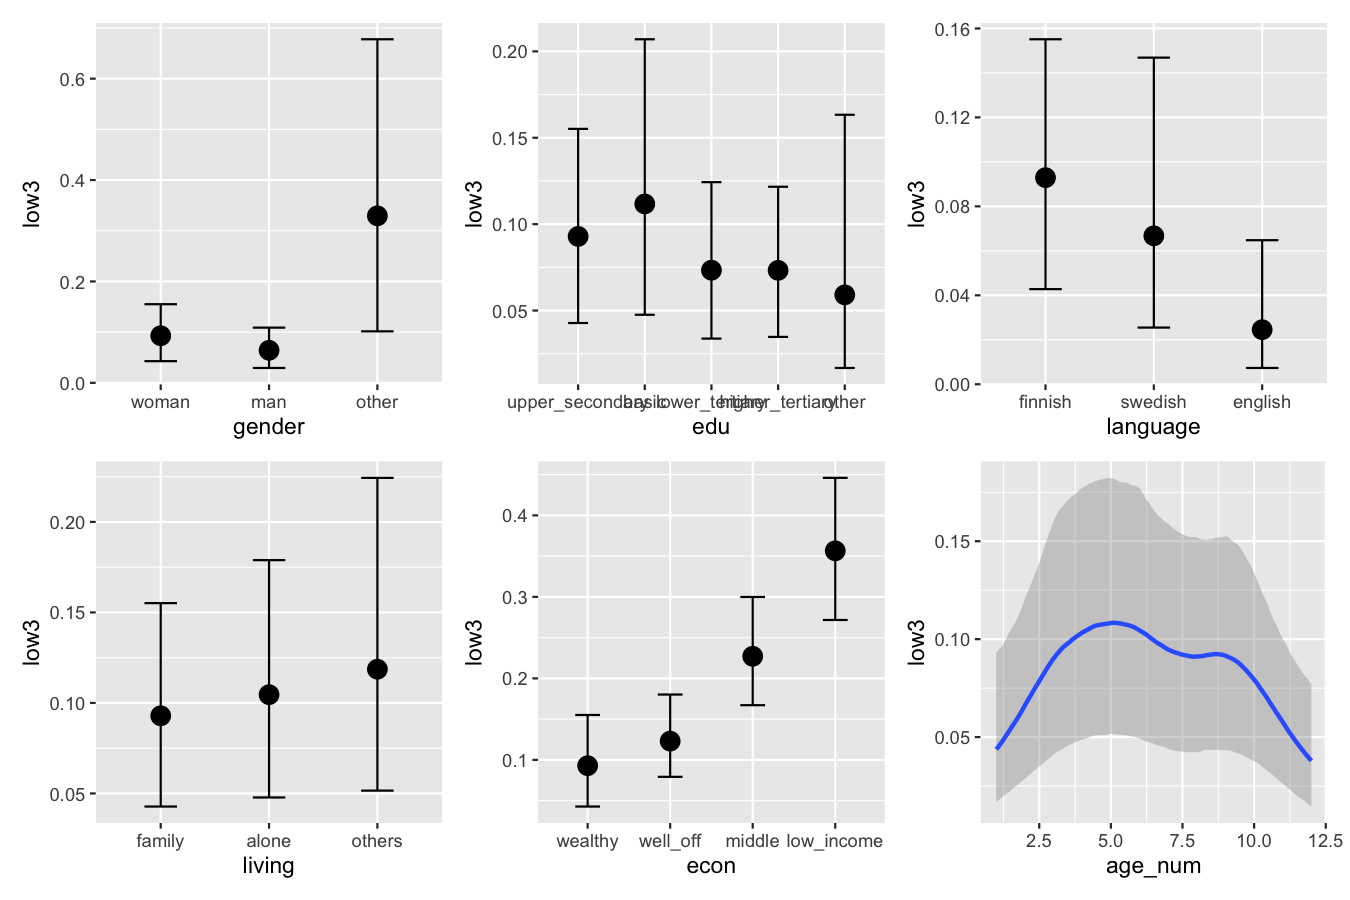 low3
0.6
0.4
0.2
0.0
woman man other
gender
low3
0.20
0.15
0.10
0.05
upper_secondary basic lower_tertiary higher_tertiary other
edu
low3
0.16
0.12
0.08
0.04
0.00
finnish swedish english
language
low3
0.20
0.15
0.10
0.05
family alone others
living
low3
0.4
0.3
0.2
0.1
wealthy well_off middle low_income
econ
low3
0.15
0.10
0.05
2.5 5.0 7.5 10.0 12.5
age_num